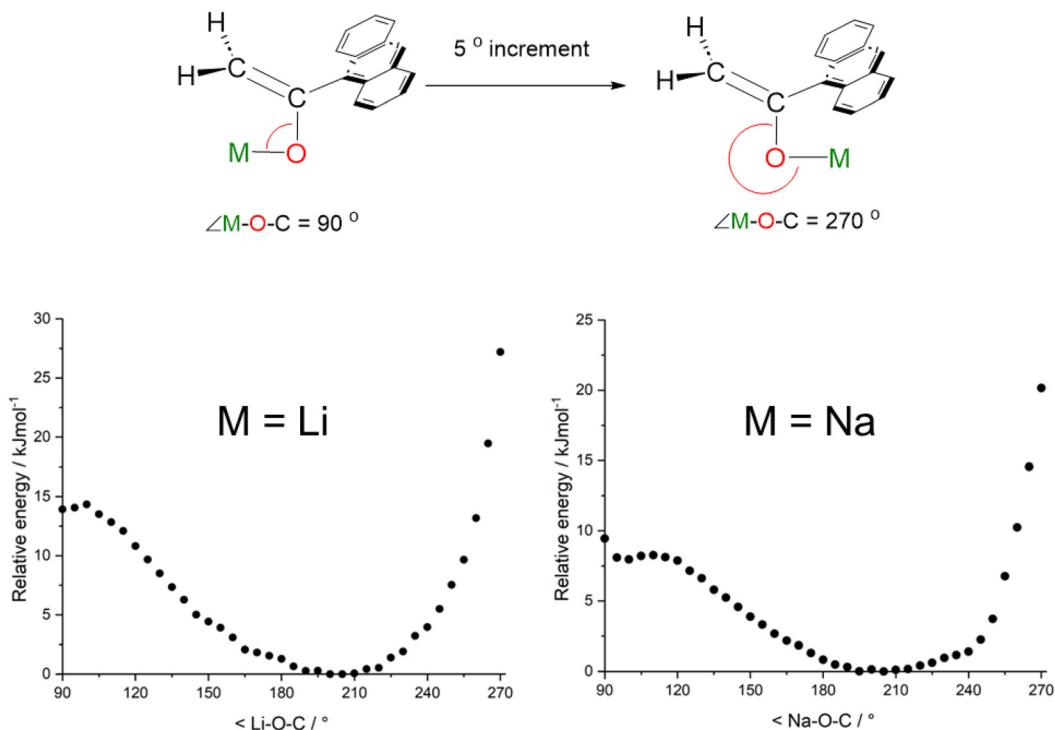 H
H
C
C
M
O
∠M-O-C = 90 °
5 ° increment
H
H
C
C
O
M
∠M-O-C = 270 °
Relative energy / kJmol⁻¹
30
25
20
15
10
5
0
M = Li
90 120 150 180 210 240 270
< Li-O-C / °
Relative energy / kJmol⁻¹
25
20
15
10
5
0
M = Na
90 120 150 180 210 240 270
< Na-O-C / °